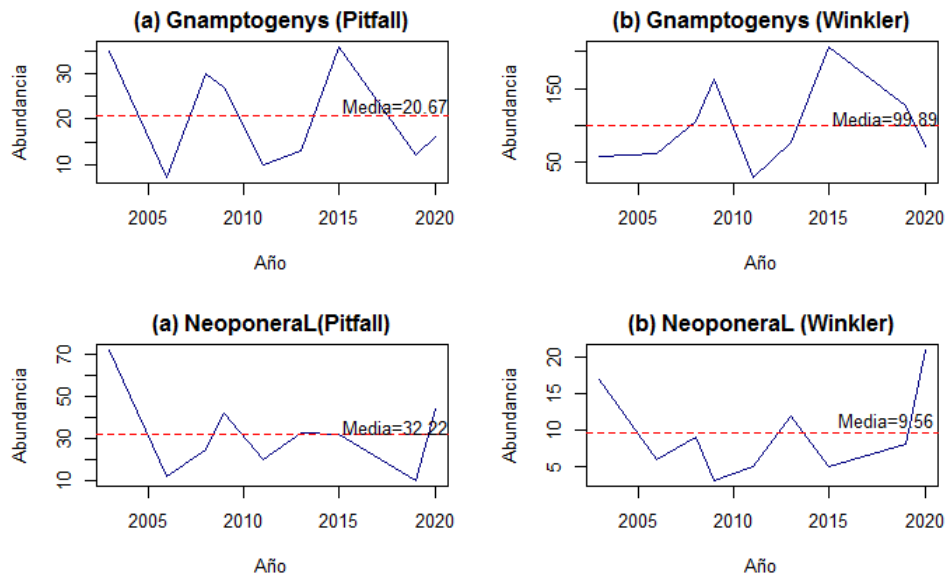 (a) Gnamptogenys (Pitfall)
Abundancia
10
20
30
Media=20.67
2005
2010
2015
2020
Año
(b) Gnamptogenys (Winkler)
Abundancia
50
150
Media=99.89
2005
2010
2015
2020
Año
(a) NeoponeraL(Pitfall)
Abundancia
10
30
50
70
Media=32.22
2005
2010
2015
2020
Año
(b) NeoponeraL (Winkler)
Abundancia
5
10
15
20
Media=9.56
2005
2010
2015
2020
Año